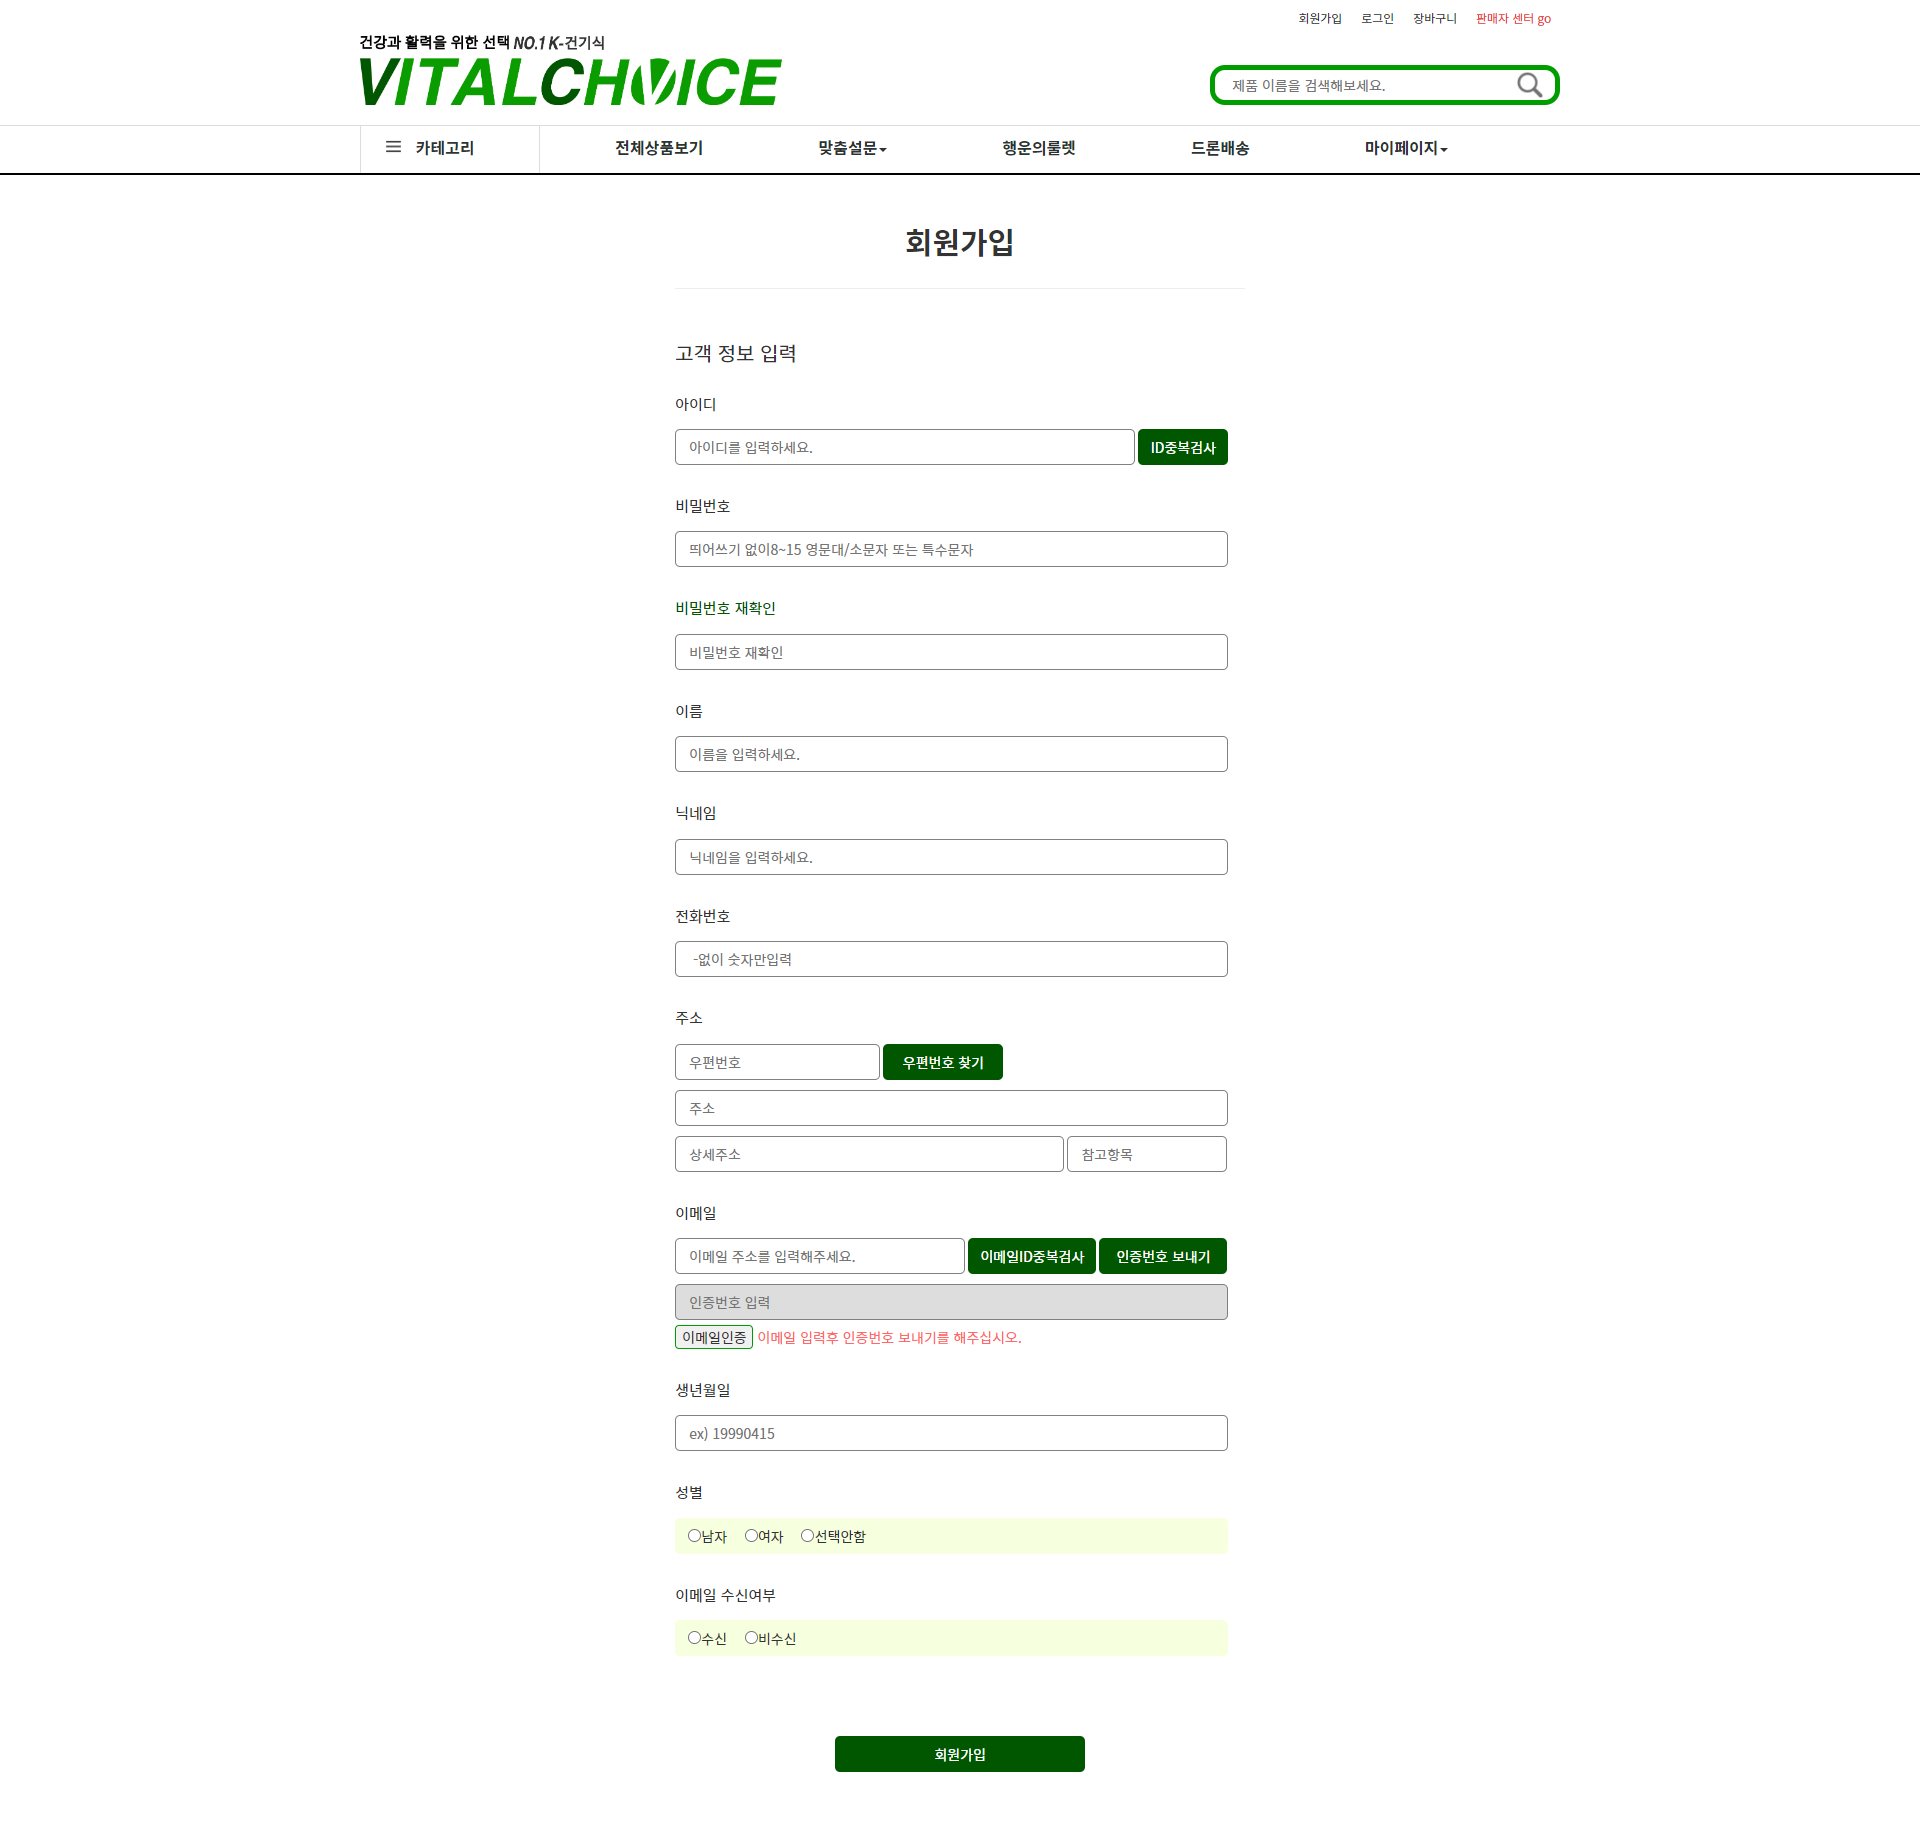 회원가입 로그인 장바구니 판매자 센터 go
건강과 활력을 위한 선택 NO.1 K-건기식
VITALCHOICE
제품 이름을 검색해보세요.
카테고리 전체상품보기 맞춤설문 행운의룰렛 드론배송 마이페이지
회원가입
고객 정보 입력
아이디
아이디를 입력하세요. ID중복검사
비밀번호
띄어쓰기 없이8~15 영문대/소문자 또는 특수문자
비밀번호 재확인
비밀번호 재확인
이름
이름을 입력하세요.
닉네임
닉네임을 입력하세요.
전화번호
-없이 숫자만입력
주소
우편번호 우편번호 찾기
주소
상세주소 참고항목
이메일
이메일 주소를 입력해주세요. 이메일ID중복검사 인증번호 보내기
인증번호 입력
이메일인증 이메일 입력후 인증번호 보내기를 해주십시오.
생년월일
ex) 19990415
성별
남자 여자 선택안함
이메일 수신여부
수신 비수신
회원가입